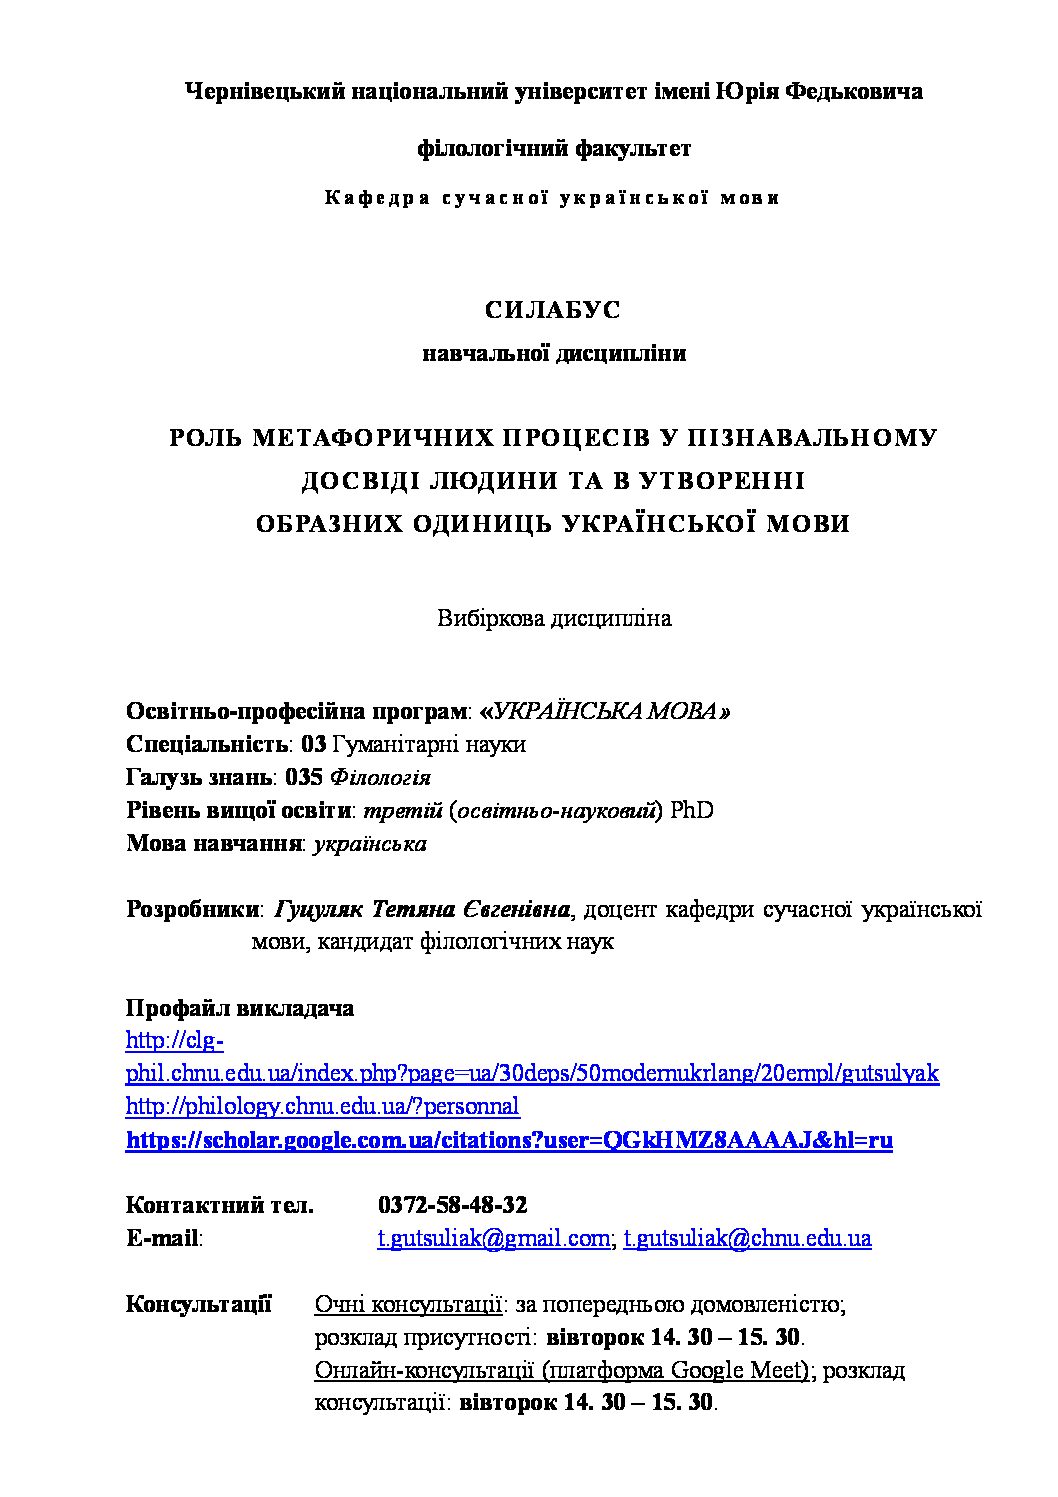 Чернівецький національний університет імені Юрія Федьковича
філологічний факультет
Кафедра сучасної української мови
СИЛАБУС
навчальної дисципліни
РОЛЬ МЕТАФОРИЧНИХ ПРОЦЕСІВ У ПІЗНАВАЛЬНОМУ
ДОСВІДІ ЛЮДИНИ ТА В УТВОРЕННІ
ОБРАЗНИХ ОДИНИЦЬ УКРАЇНСЬКОЇ МОВИ
Вибіркова дисципліна
Освітньо-професійна програм: «УКРАЇНСЬКА МОВА»
Спеціальність: 03 Гуманітарні науки
Галузь знань: 035 Філологія
Рівень вищої освіти: третій (освітньо-науковий) PhD
Мова навчання: українська
Розробники: Гуцуляк Тетяна Євгенівна, доцент кафедри сучасної української
мови, кандидат філологічних наук
Профайл викладача
http://clg-
phil.chnu.edu.ua/index.php?page=ua/30deps/50modernukrlang/20empl/gutsulyak
http://philology.chnu.edu.ua/?personnal
https://scholar.google.com.ua/citations?user=QGkHMZ8AAAAJ&hl=ru
Контактний тел. 0372-58-48-32
E-mail: t.gutsuliak@gmail.com; t.gutsuliak@chnu.edu.ua
Консультації Очні консультації: за попередньою домовленістю;
розклад присутності: вівторок 14. 30 – 15. 30.
Онлайн-консультації (платформа Google Meet); розклад
консультації: вівторок 14. 30 – 15. 30.